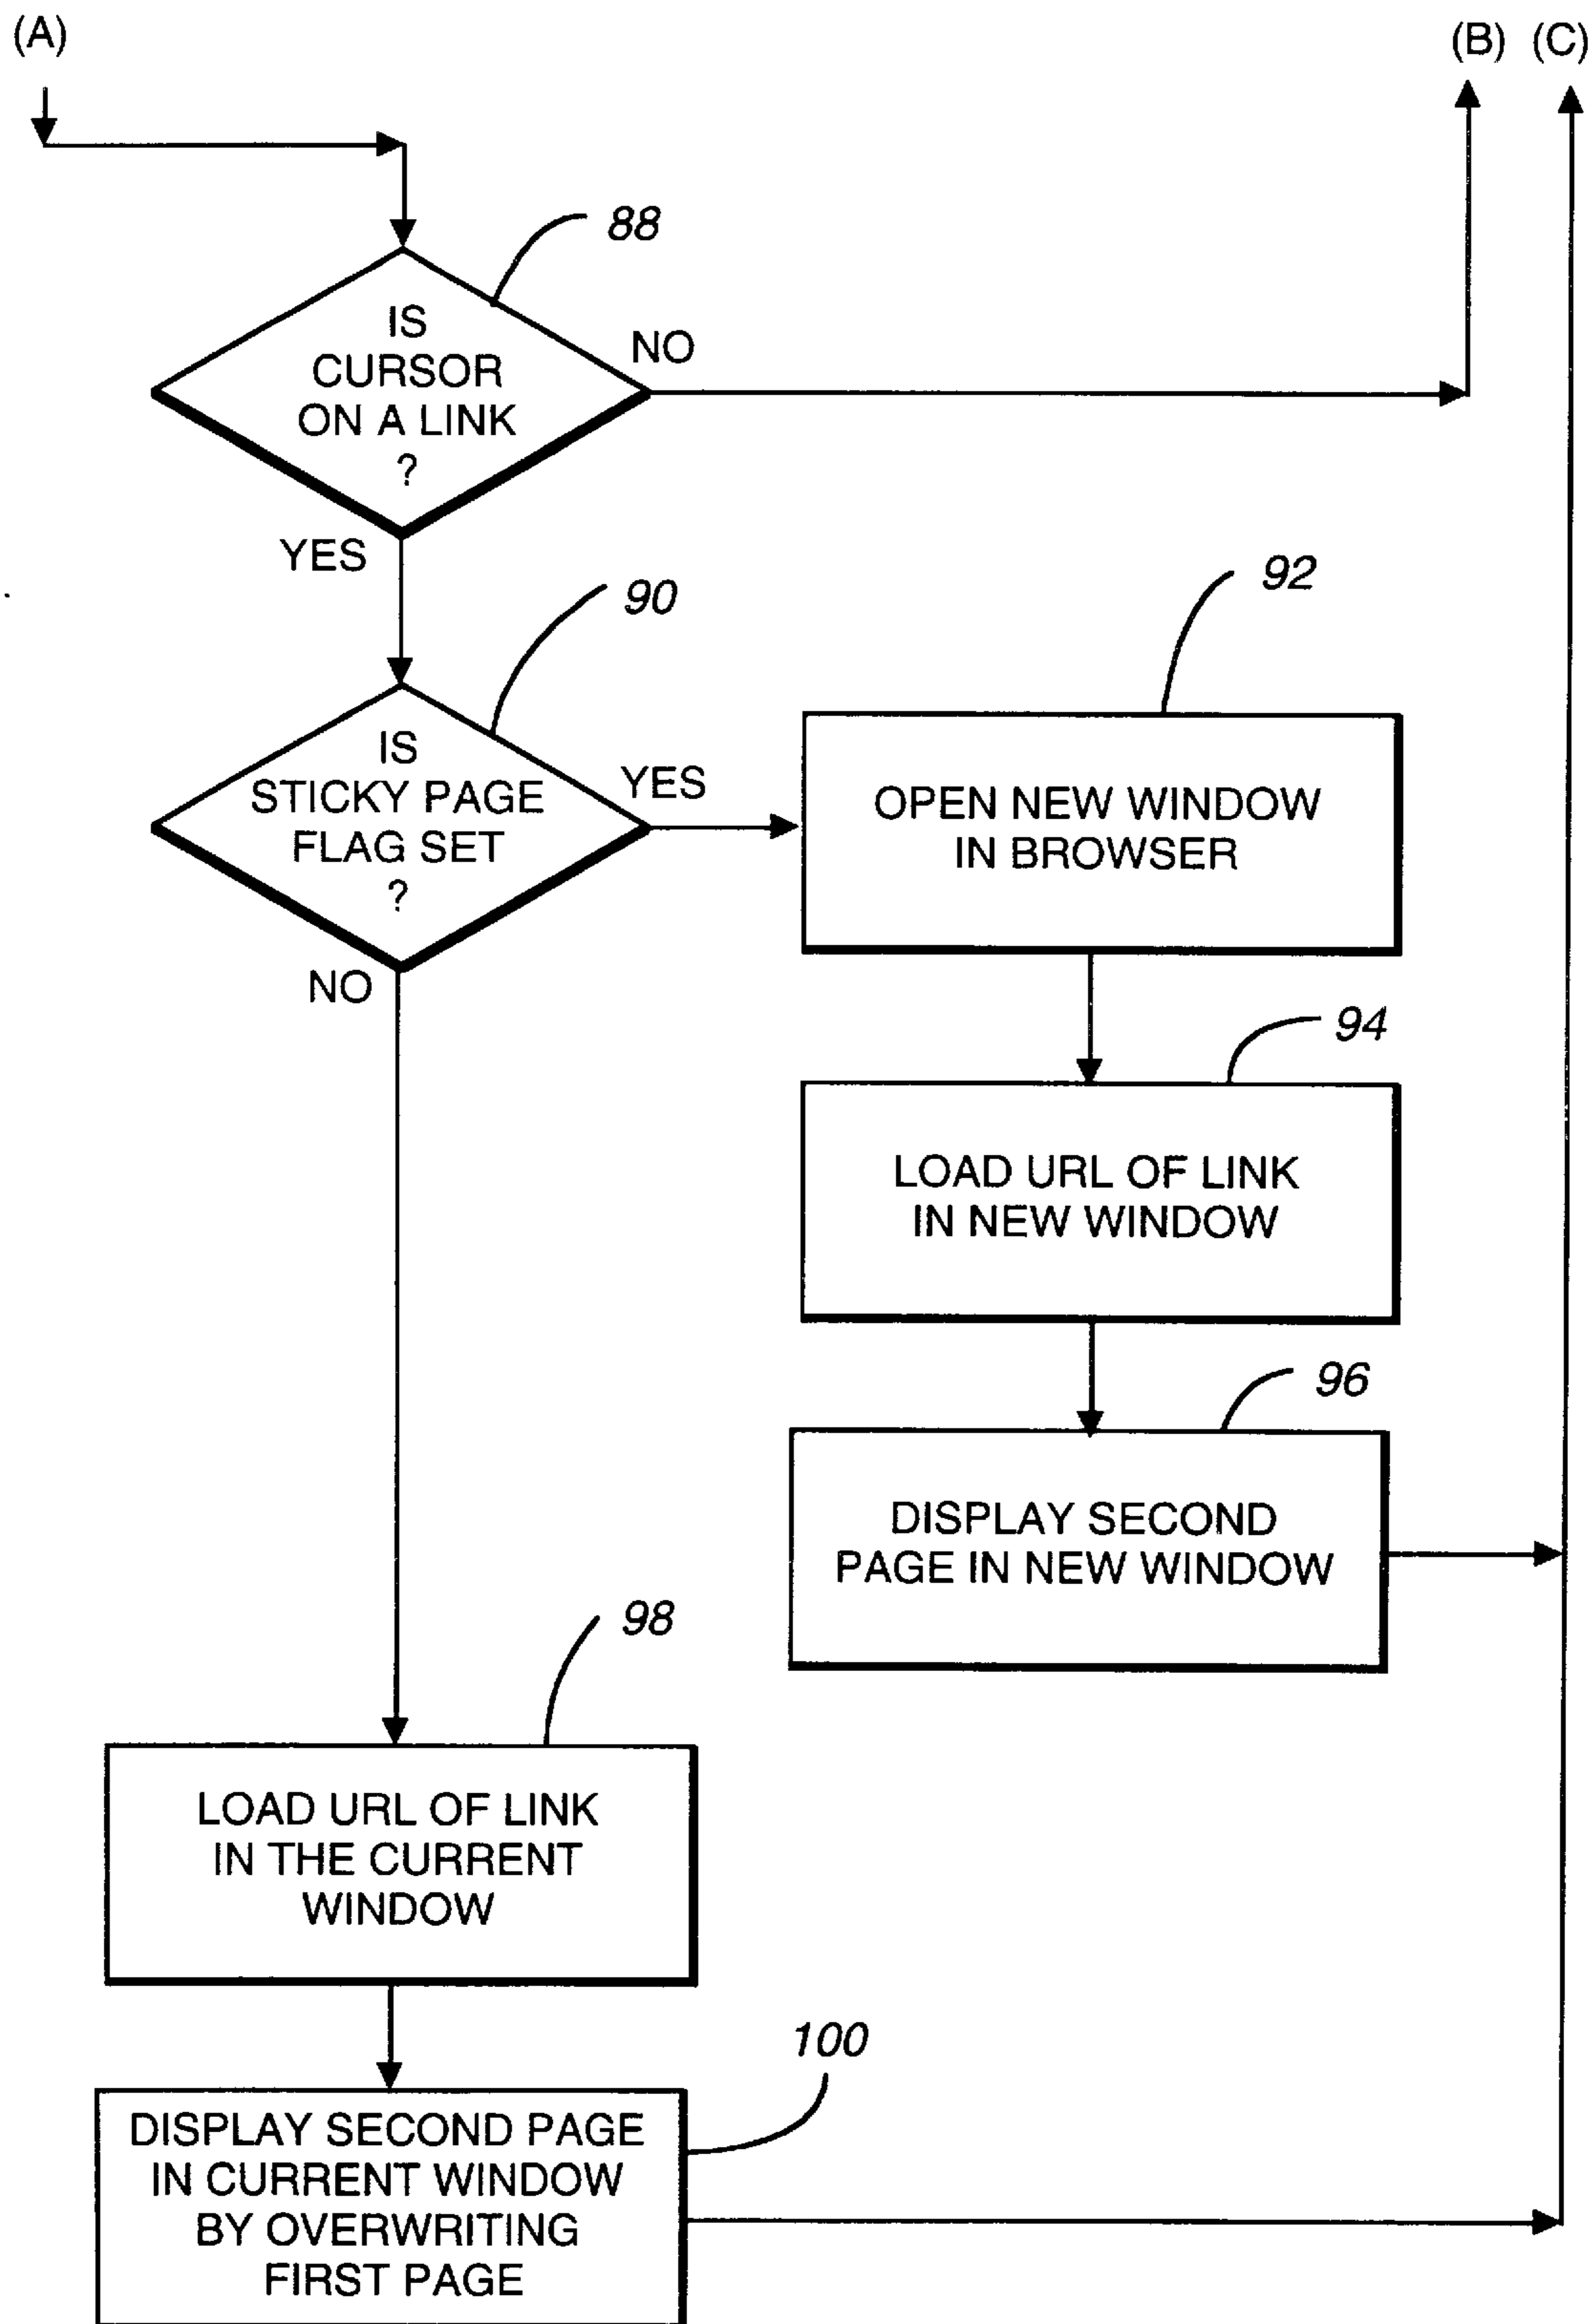 (A)
(B) (C)
88
IS
CURSOR
ON A LINK
?
NO
YES
90
IS
STICKY PAGE
FLAG SET
?
YES
NO
92
OPEN NEW WINDOW
IN BROWSER
94
LOAD URL OF LINK
IN NEW WINDOW
96
DISPLAY SECOND
PAGE IN NEW WINDOW
98
LOAD URL OF LINK
IN THE CURRENT
WINDOW
100
DISPLAY SECOND PAGE
IN CURRENT WINDOW
BY OVERWRITING
FIRST PAGE